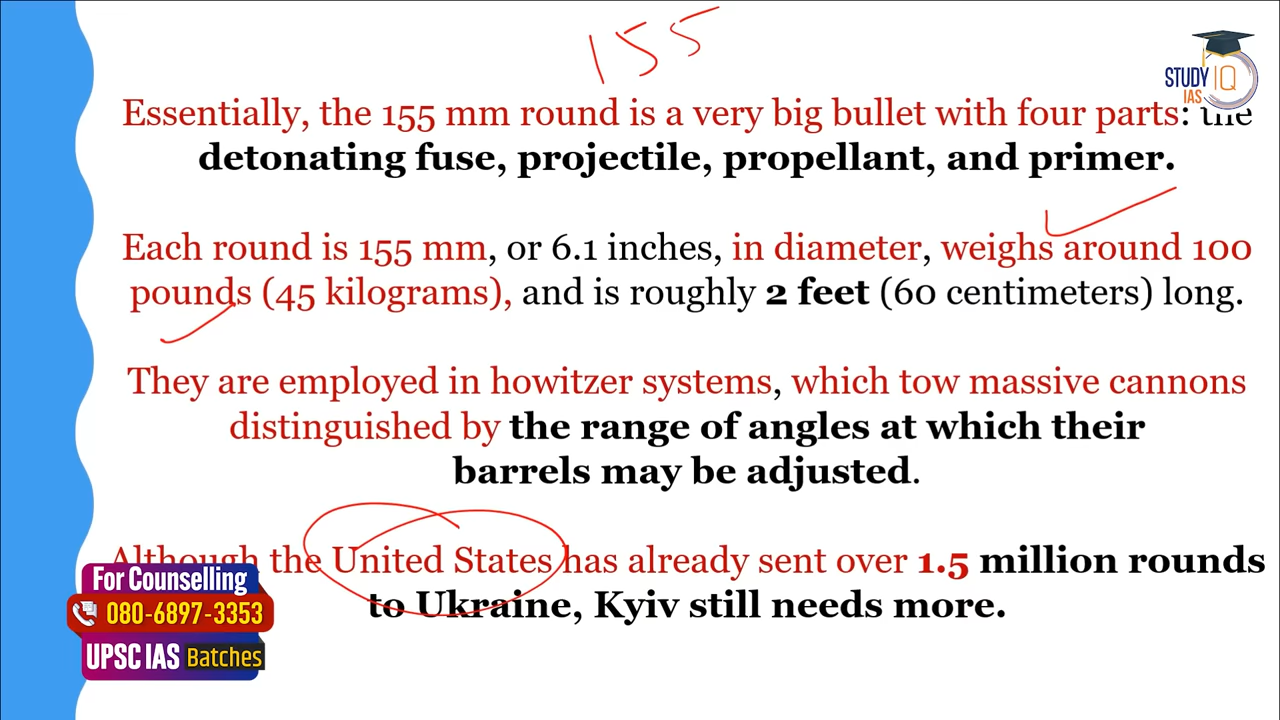 155
STUDY IQ
IAS
Essentially, the 155 mm round is a very big bullet with four parts: the
detonating fuse, projectile, propellant, and primer.
Each round is 155 mm, or 6.1 inches, in diameter, weighs around 100
pounds (45 kilograms), and is roughly 2 feet (60 centimeters) long.
They are employed in howitzer systems, which tow massive cannons
distinguished by the range of angles at which their
barrels may be adjusted.
Although the United States has already sent over 1.5 million rounds
to Ukraine, Kyiv still needs more.
For Counselling
080-6897-3353
UPSC IAS Batches